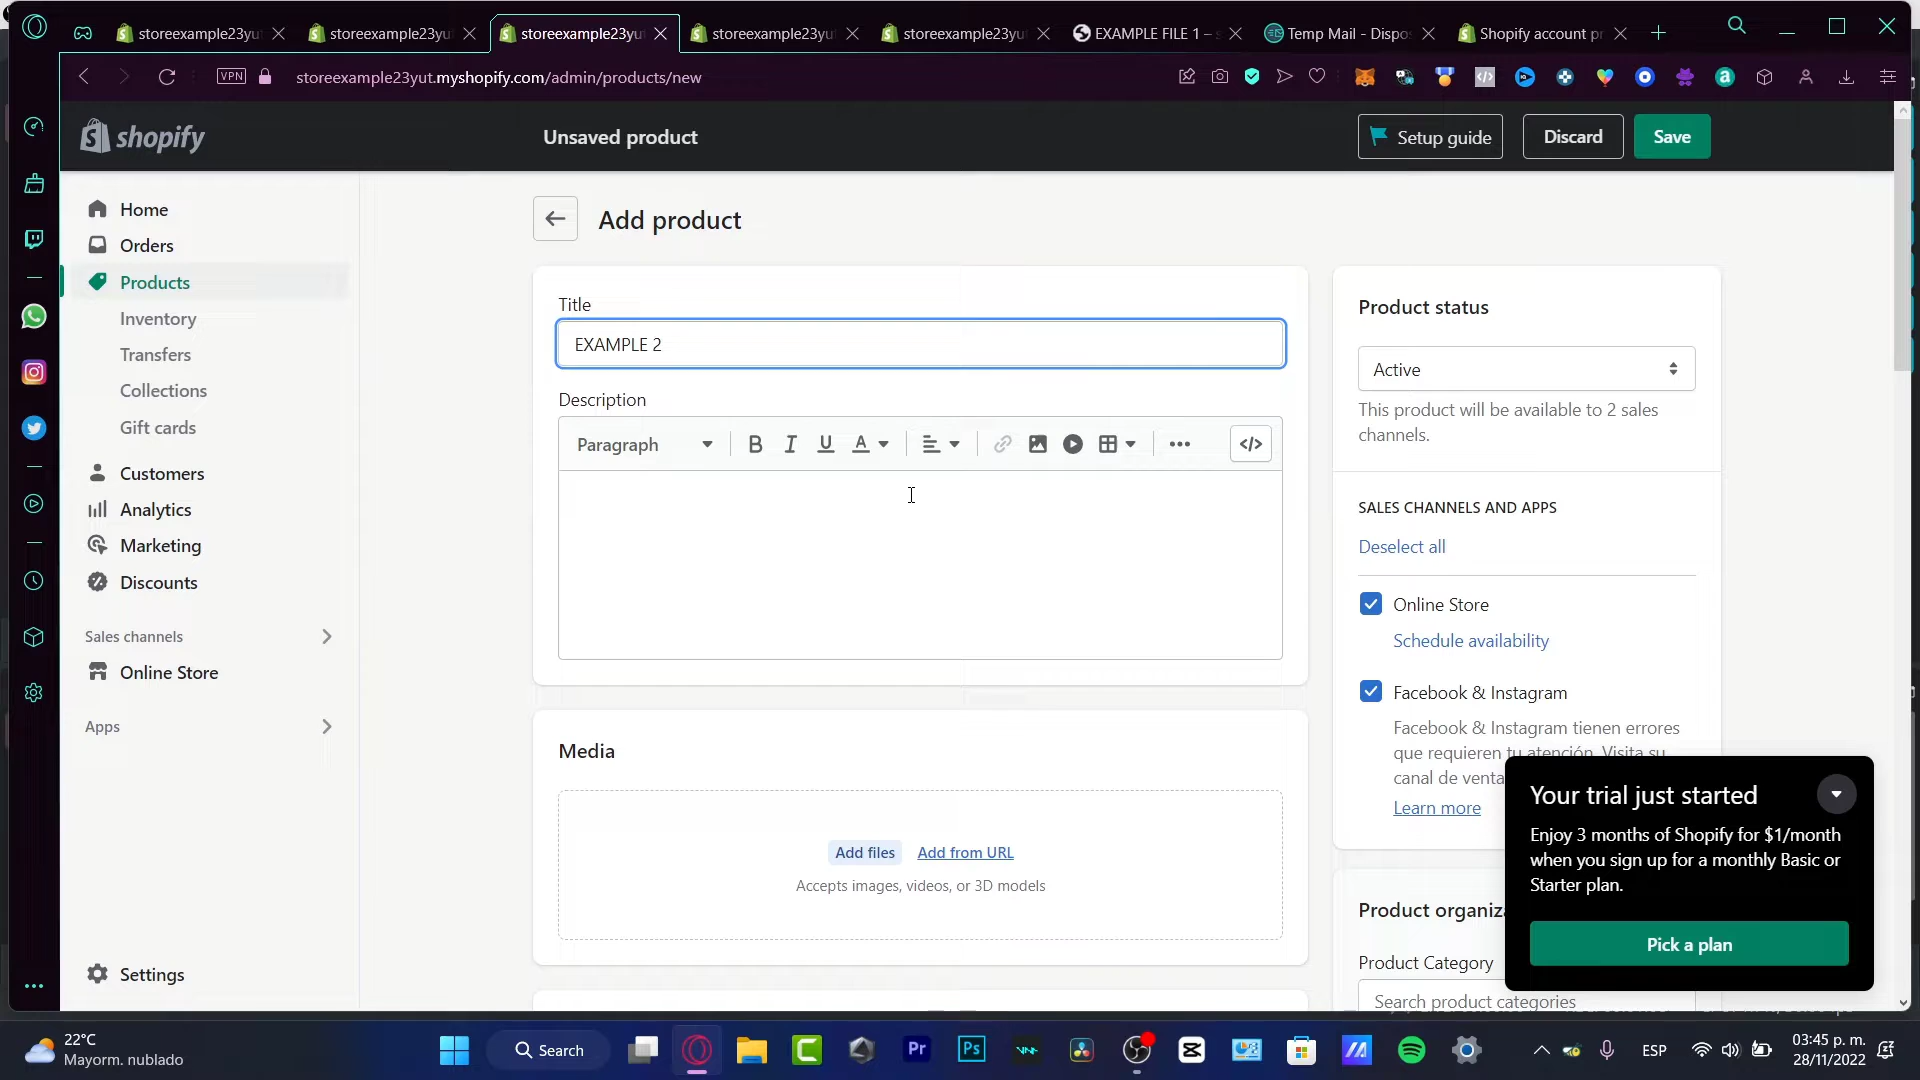 storeexample23yut
storeexample23yu
storeexample23yu
storeexample23yu
storeexample23yu
EXAMPLE FILE 1 –
Temp Mail - Dispos
Shopify account pr
VPN
storeexample23yut.myshopify.com/admin/products/new
shopify
Unsaved product
Setup guide
Discard
Save
Home
Orders
Products
Inventory
Transfers
Collections
Gift cards
Customers
Analytics
Marketing
Discounts
Sales channels
Online Store
Apps
Settings
Add product
Title
EXAMPLE 2
Description
Paragraph
B I U A
Media
Add files Add from URL
Accepts images, videos, or 3D models
Product status
Active
This product will be available to 2 sales
channels.
SALES CHANNELS AND APPS
Deselect all
Online Store
Schedule availability
Facebook & Instagram
Facebook & Instagram tienen errores
que requieren tu atención. Visita su
canal de venta
Learn more
Product organiza
Product Category
Search product categories
Your trial just started
Enjoy 3 months of Shopify for $1/month
when you sign up for a monthly Basic or
Starter plan.
Pick a plan
22°C
Mayorm. nublado
Search
Pr
Ps
ESP
03:45 p. m.
28/11/2022